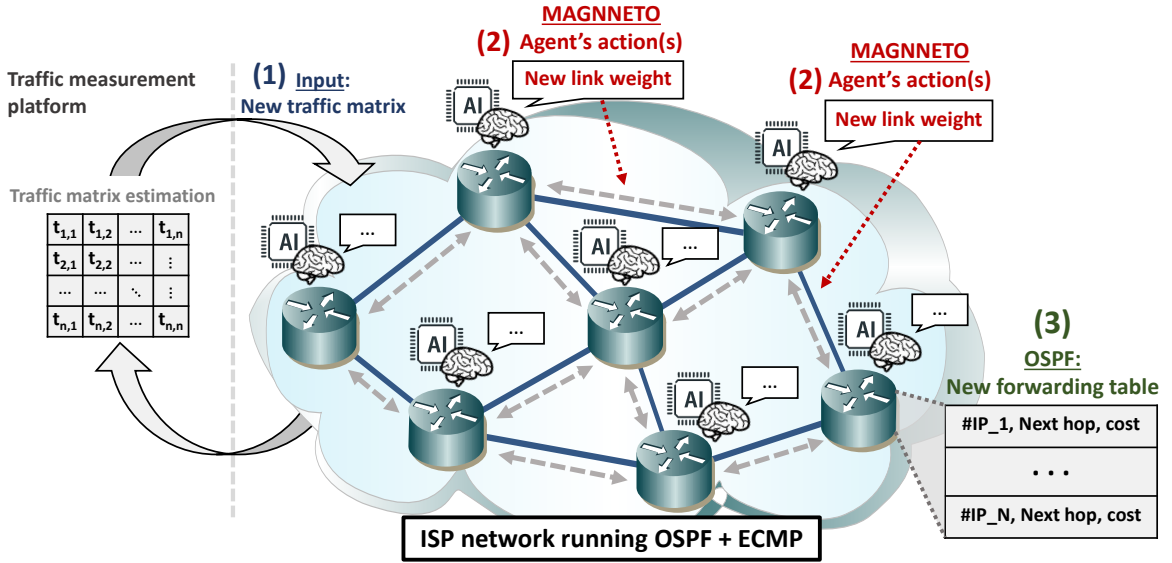 Traffic measurement
platform
(1) Input:
New traffic matrix
MAGNNETO
(2) Agent's action(s)
New link weight
MAGNNETO
(2) Agent's action(s)
New link weight
Traffic matrix estimation
t1,1 t1,2 ... t1,n
t2,1 t2,2 ... ⋮
... ... ⋱ ⋮
tn,1 tn,2 ... tn,n
AI
AI
AI ...
AI ...
AI ...
AI ...
AI ...
(3)
OSPF:
New forwarding table
#IP_1, Next hop, cost
. . .
#IP_N, Next hop, cost
ISP network running OSPF + ECMP